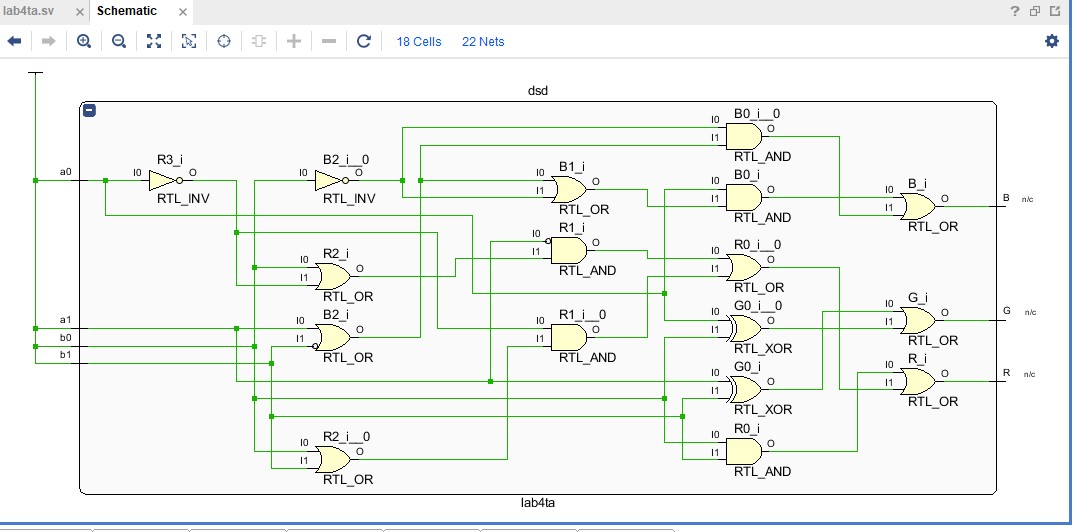 lab4ta.sv × Schematic ×
18 Cells 22 Nets
dsd
a0
R3_i
I0 O
RTL_INV
B2_i__0
I0 O
RTL_INV
R2_i
I0
I1
O
RTL_OR
a1
b0
b1
B2_i
I0
I1
O
RTL_OR
R2_i__0
I0
I1
O
RTL_OR
B1_i
I0
I1
O
RTL_OR
R1_i
I0
I1
O
RTL_AND
R1_i__0
I0
I1
O
RTL_AND
B0_i__0
I0
I1
O
RTL_AND
B0_i
I0
I1
O
RTL_AND
R0_i__0
I0
I1
O
RTL_OR
G0_i__0
I0
I1
O
RTL_XOR
G0_i
I0
I1
O
RTL_XOR
R0_i
I0
I1
O
RTL_AND
B_i
I0
I1
O
RTL_OR
B n/c
G_i
I0
I1
O
RTL_OR
G n/c
R_i
I0
I1
O
RTL_OR
R n/c
lab4ta